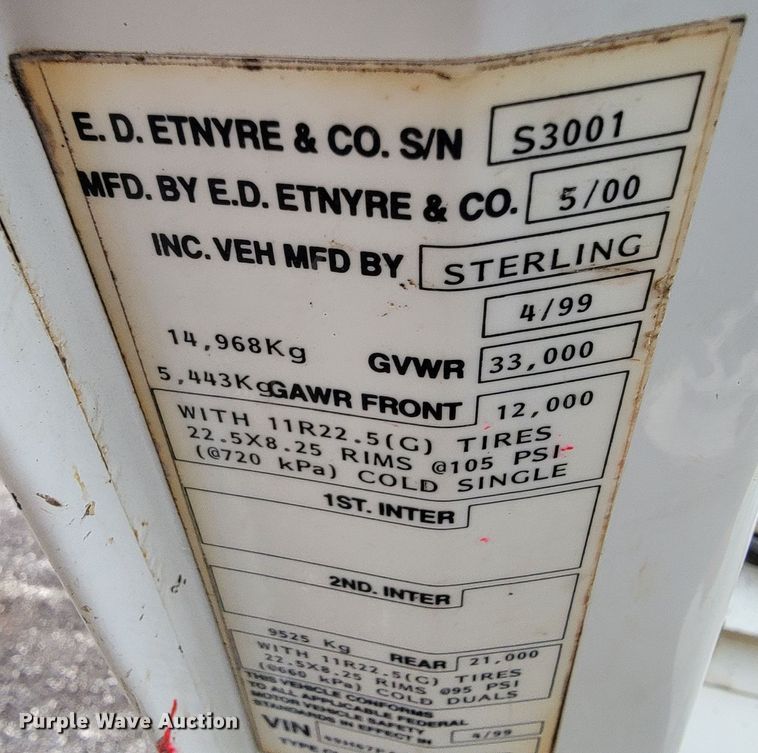 E. D. ETNYRE & CO. S/N S3001
MFD. BY E.D. ETNYRE & CO. 5/00
INC. VEH MFD BY STERLING
4/99
14,968Kg GVWR 33,000
5,443Kg GAWR FRONT 12,000
WITH 11R22.5(G) TIRES
22.5X8.25 RIMS @105 PSI
(@720 kPa) COLD SINGLE
1ST. INTER
2ND. INTER
9525 Kg REAR 21,000
WITH 11R22.5(G) TIRES
22.5X8.25 RIMS @95 PSI
(@660 kPa) COLD DUALS
THIS VEHICLE CONFORMS
TO ALL APPLICABLE FEDERAL
MOTOR VEHICLE SAFETY
STANDARDS IN EFFECT IN 4/99
VIN
Purple Wave Auction